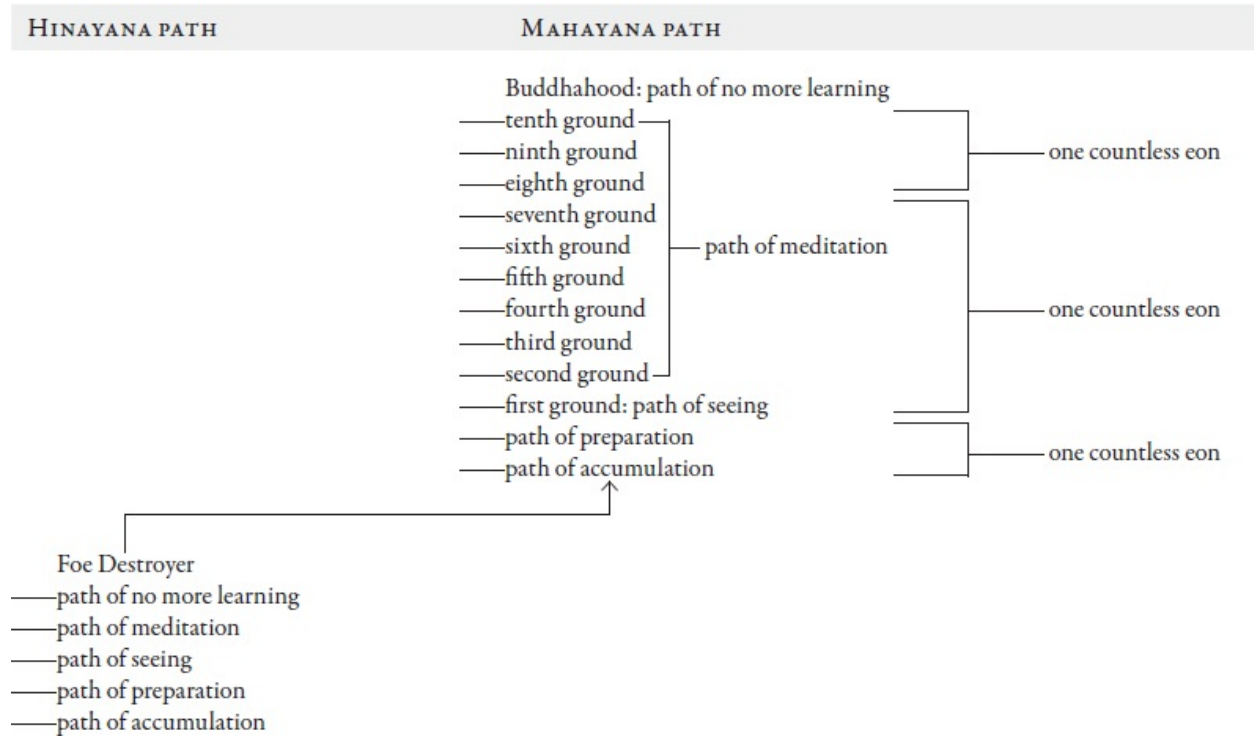 HINAYANA PATH
MAHAYANA PATH
Buddhahood: path of no more learning
tenth ground
ninth ground
eighth ground
seventh ground
sixth ground
fifth ground
fourth ground
third ground
second ground
path of meditation
first ground: path of seeing
path of preparation
path of accumulation
one countless eon
one countless eon
one countless eon
Foe Destroyer
path of no more learning
path of meditation
path of seeing
path of preparation
path of accumulation